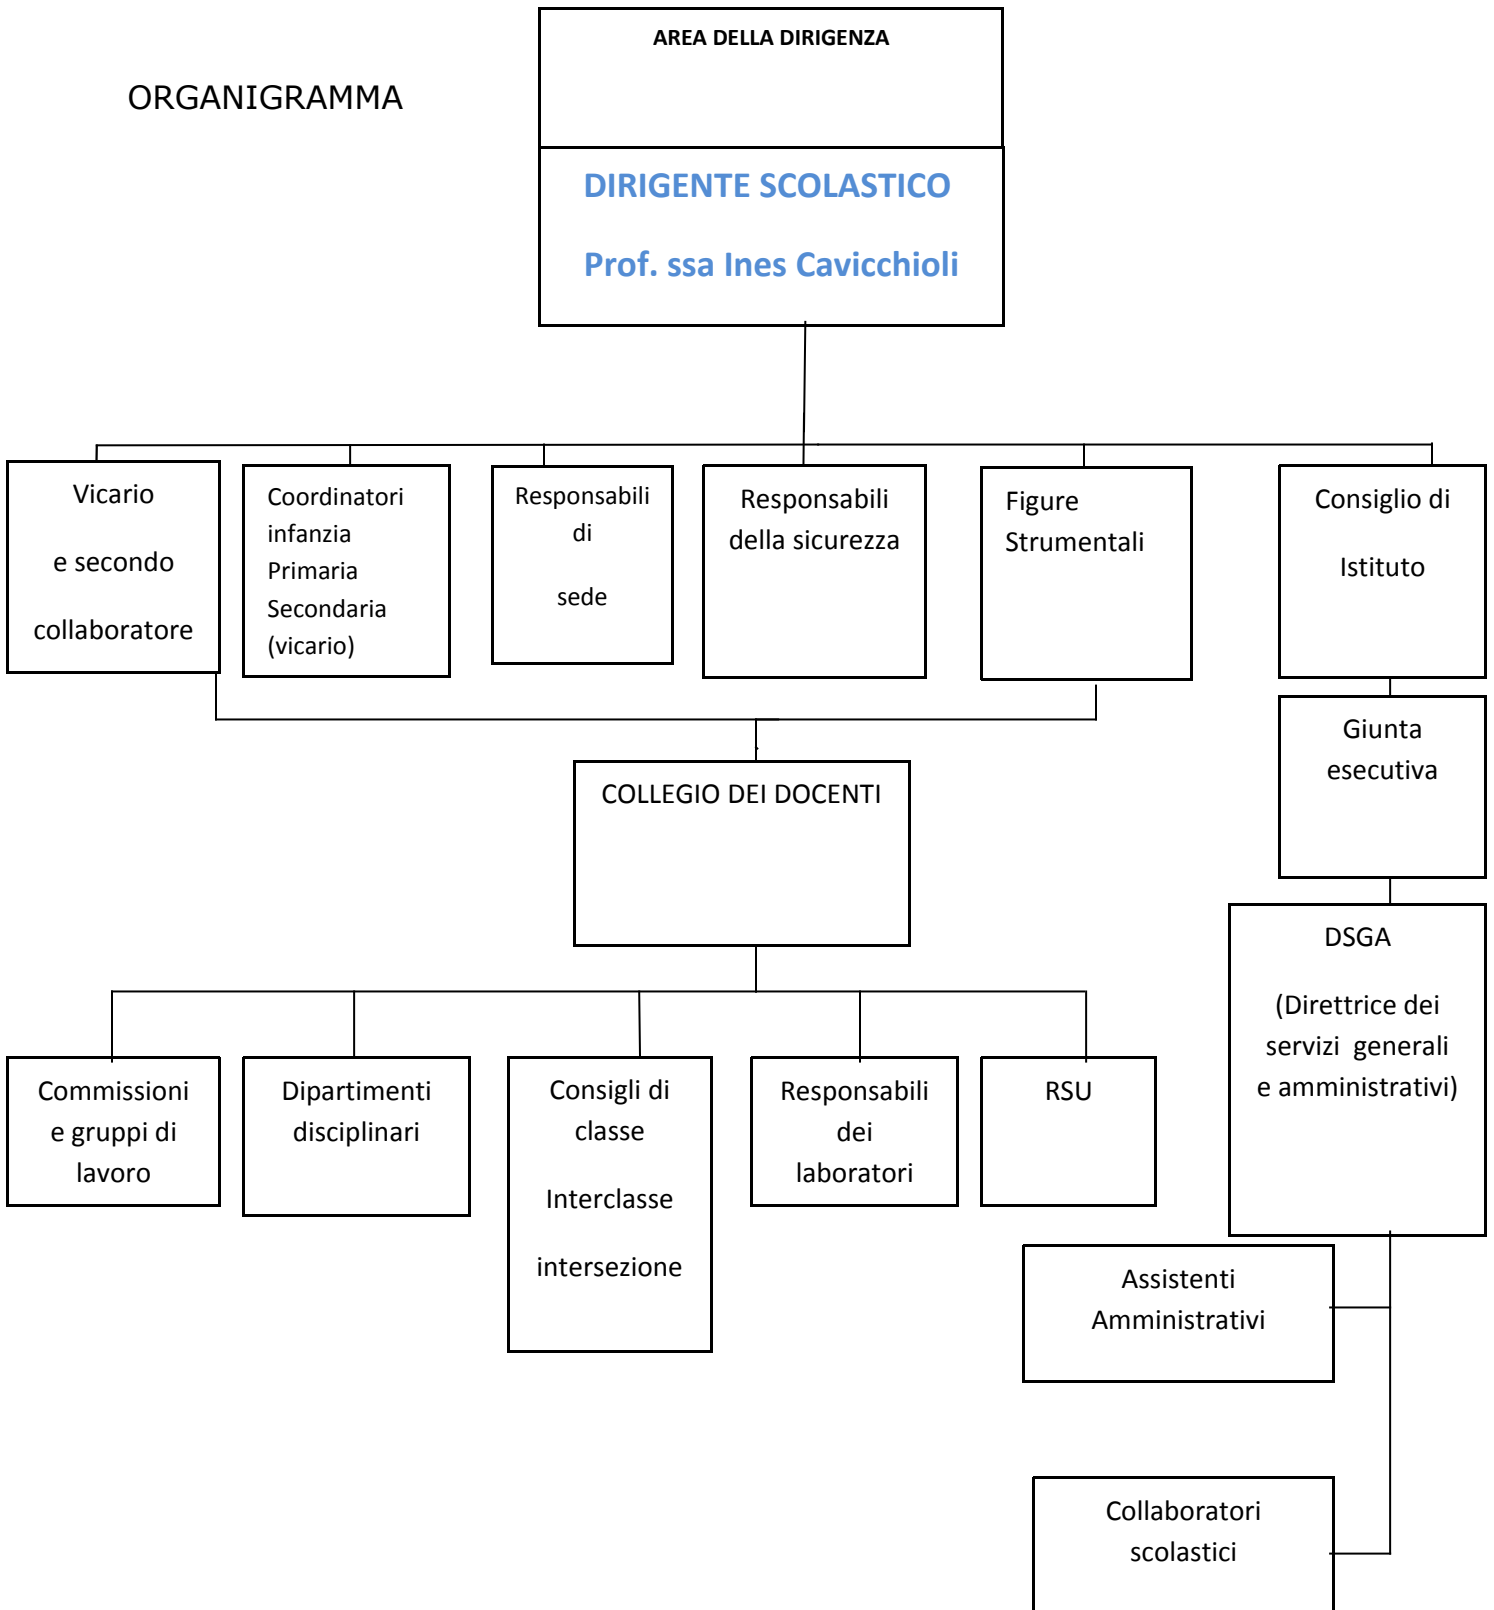 AREA DELLA DIRIGENZA
ORGANIGRAMMA
DIRIGENTE SCOLASTICO
Prof. ssa Ines Cavicchioli
Vicario
e secondo
collaboratore
Coordinatori
infanzia
Primaria
Secondaria
(vicario)
Responsabili
di
sede
Responsabili
della sicurezza
Figure
Strumentali
Consiglio di
Istituto
Giunta
esecutiva
COLLEGIO DEI DOCENTI
DSGA
(Direttrice dei
servizi generali
e amministrativi)
Commissioni
e gruppi di
lavoro
Dipartimenti
disciplinari
Consigli di
classe
Interclasse
intersezione
Responsabili
dei
laboratori
RSU
Assistenti
Amministrativi
Collaboratori
scolastici